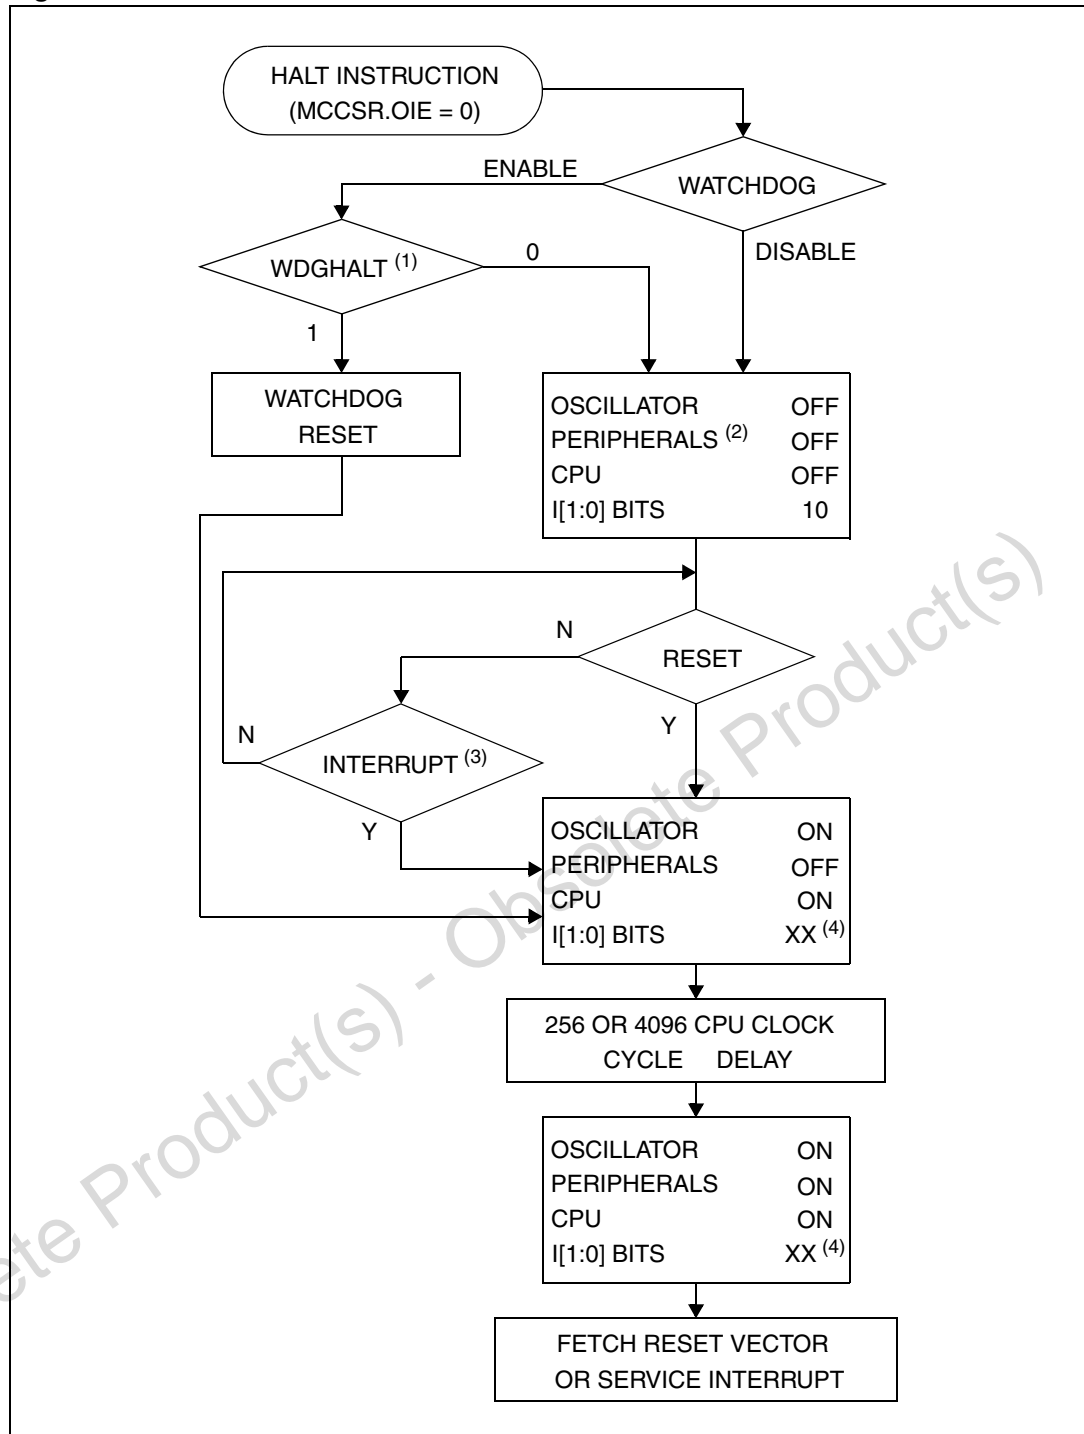 HALT INSTRUCTION
(MCCSR.OIE = 0)
ENABLE
WATCHDOG
WDGHALT (1)
0
DISABLE
1
WATCHDOG
RESET
OSCILLATOR OFF
PERIPHERALS (2) OFF
CPU OFF
I[1:0] BITS 10
N
RESET
Y
N
INTERRUPT (3)
Y
OSCILLATOR ON
PERIPHERALS OFF
CPU ON
I[1:0] BITS XX (4)
256 OR 4096 CPU CLOCK
CYCLE DELAY
OSCILLATOR ON
PERIPHERALS ON
CPU ON
I[1:0] BITS XX (4)
FETCH RESET VECTOR
OR SERVICE INTERRUPT
ete Product(s) - Obsolete Product(s)